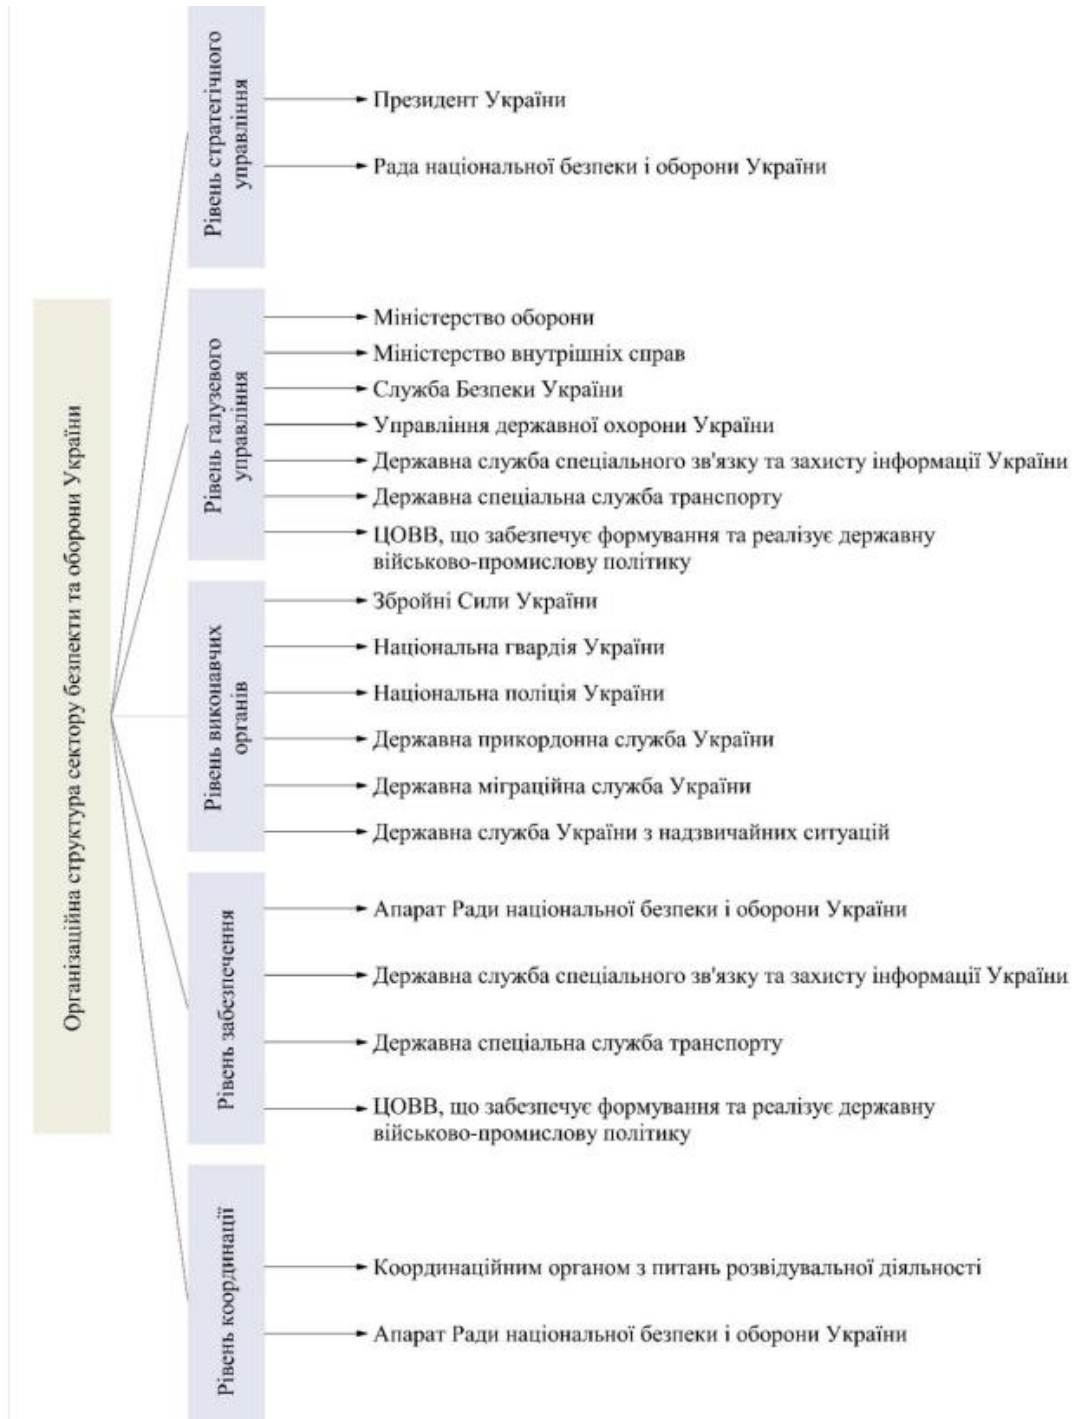 Організаційна структура сектору безпекти та оборони України
Рівень стратегічного
управління
Президент України
Рада національної безпеки і оборони України
Рівень галузевого
управління
Міністерство оборони
Міністерство внутрішніх справ
Служба Безпеки України
Управління державної охорони України
Державна служба спеціального зв'язку та захисту інформації України
Державна спеціальна служба транспорту
ЦОВВ, що забезпечує формування та реалізує державну
військово-промислову політику
Рівень виконавчих
органів
Збройні Сили України
Національна гвардія України
Національна поліція України
Державна прикордонна служба України
Державна міграційна служба України
Державна служба України з надзвичайних ситуацій
Рівень забезпечення
Апарат Ради національної безпеки і оборони України
Державна служба спеціального зв'язку та захисту інформації України
Державна спеціальна служба транспорту
ЦОВВ, що забезпечує формування та реалізує державну
військово-промислову політику
Рівень координації
Координаційним органом з питань розвідувальної діяльності
Апарат Ради національної безпеки і оборони України